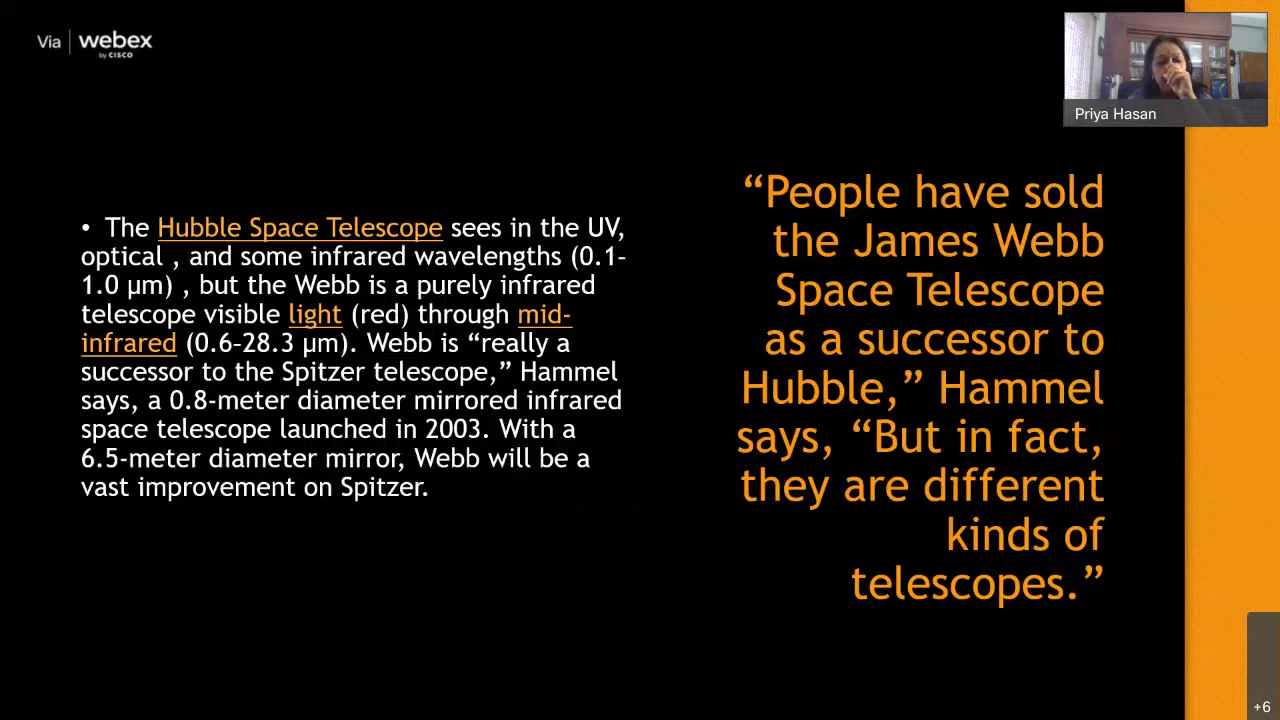 Via | webex
by CISCO
Priya Hasan
• The Hubble Space Telescope sees in the UV,
optical , and some infrared wavelengths (0.1–
1.0 μm) , but the Webb is a purely infrared
telescope visible light (red) through mid-
infrared (0.6–28.3 μm). Webb is “really a
successor to the Spitzer telescope,” Hammel
says, a 0.8-meter diameter mirrored infrared
space telescope launched in 2003. With a
6.5-meter diameter mirror, Webb will be a
vast improvement on Spitzer.
“People have sold
the James Webb
Space Telescope
as a successor to
Hubble,” Hammel
says, “But in fact,
they are different
kinds of
telescopes.”
+6